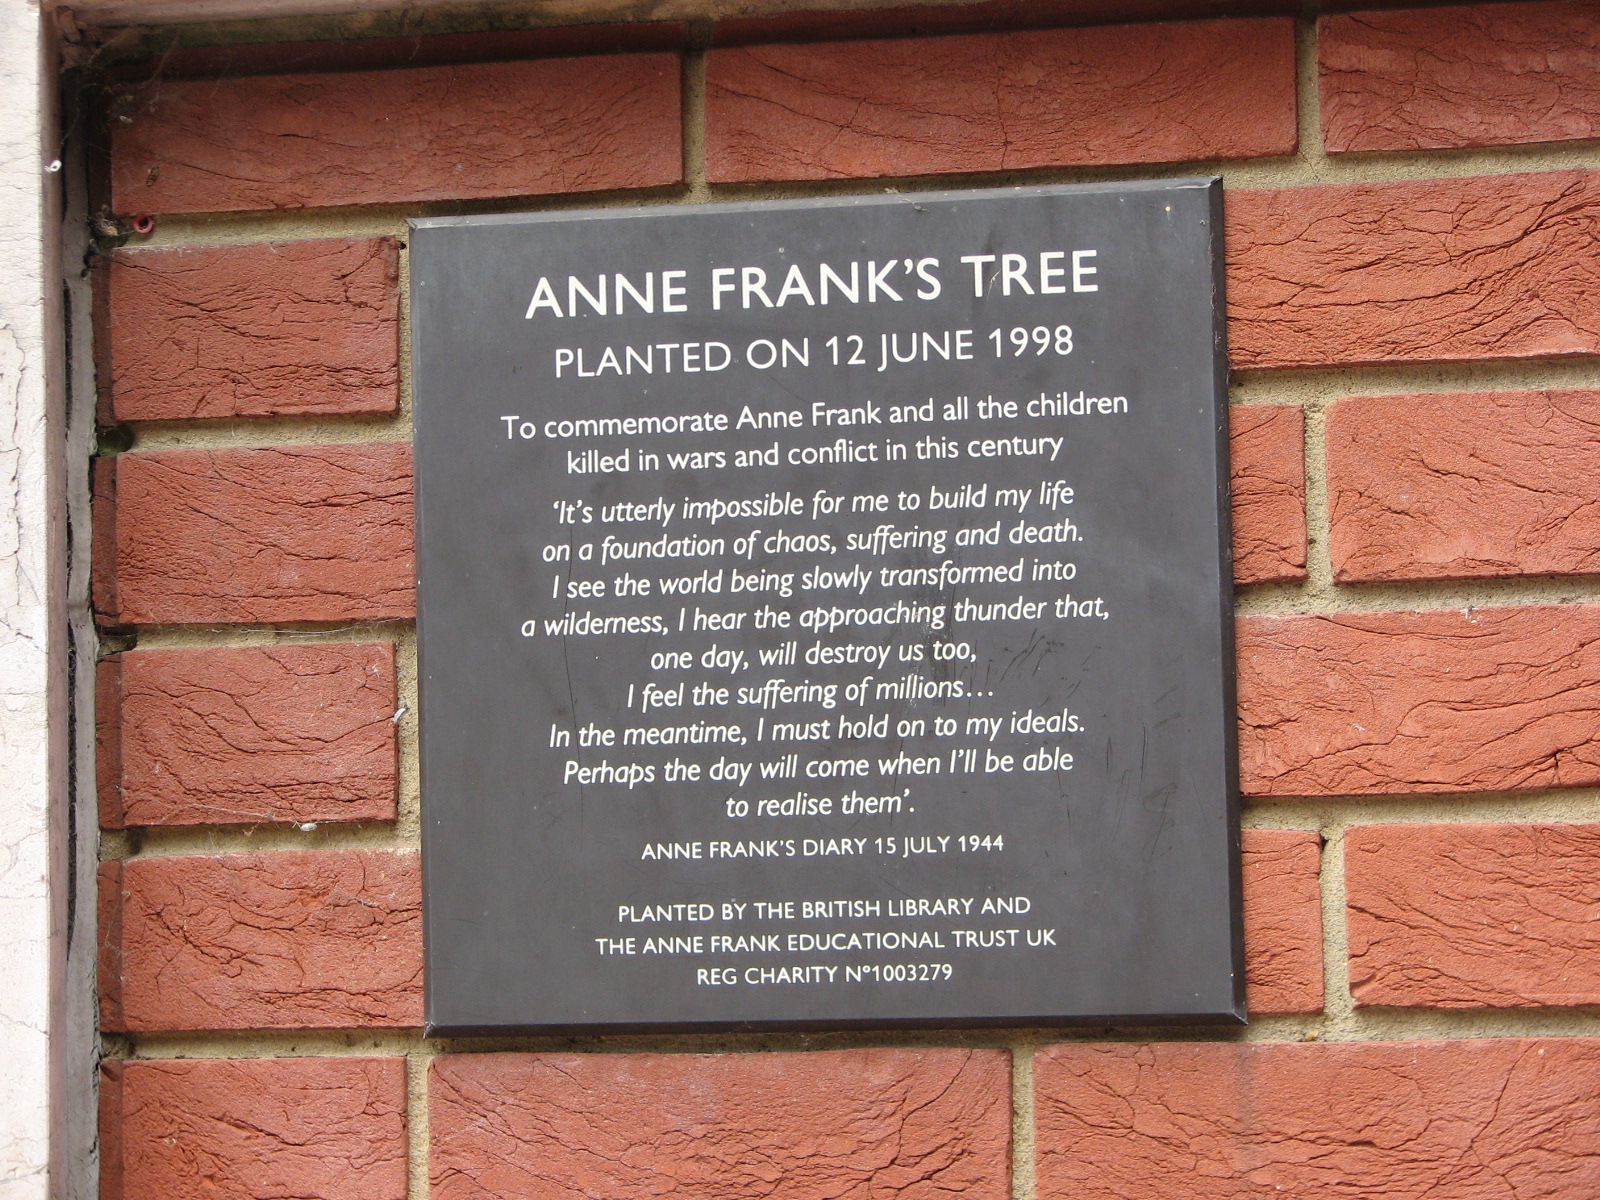 ANNE FRANK’S TREE
PLANTED ON 12 JUNE 1998
To commemorate Anne Frank and all the children
killed in wars and conflict in this century
‘It’s utterly impossible for me to build my life
on a foundation of chaos, suffering and death.
I see the world being slowly transformed into
a wilderness, I hear the approaching thunder that,
one day, will destroy us too,
I feel the suffering of millions…
In the meantime, I must hold on to my ideals.
Perhaps the day will come when I’ll be able
to realise them’.
ANNE FRANK’S DIARY 15 JULY 1944
PLANTED BY THE BRITISH LIBRARY AND
THE ANNE FRANK EDUCATIONAL TRUST UK
REG CHARITY Nº1003279